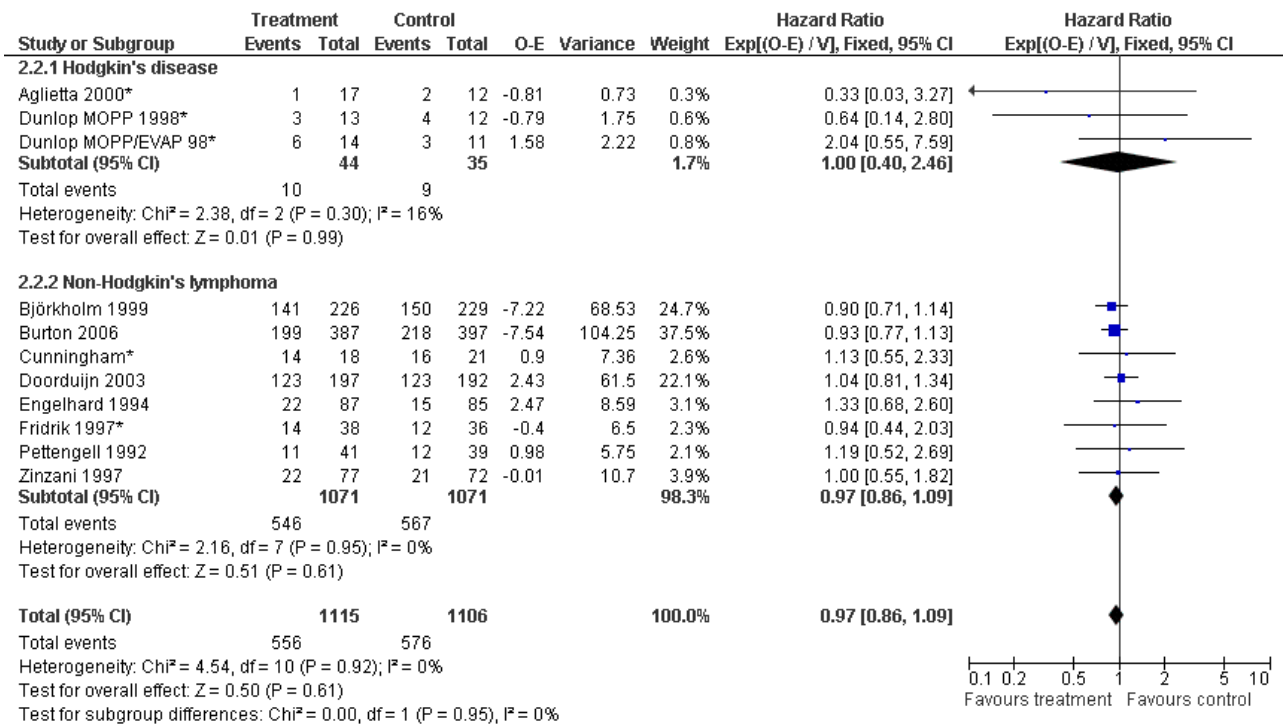 Treatment Control Hazard Ratio Hazard Ratio
Study or Subgroup Events Total Events Total O-E Variance Weight Exp[(O-E) / V], Fixed, 95% CI Exp[(O-E) / V], Fixed, 95% CI
2.2.1 Hodgkin's disease
Aglietta 2000* 1 17 2 12 -0.81 0.73 0.3% 0.33 [0.03, 3.27]
Dunlop MOPP 1998* 3 13 4 12 -0.79 1.75 0.6% 0.64 [0.14, 2.80]
Dunlop MOPP/EVAP 98* 6 14 3 11 1.58 2.22 0.8% 2.04 [0.55, 7.59]
Subtotal (95% CI) 44 35 1.7% 1.00 [0.40, 2.46]
Total events 10 9
Heterogeneity: Chi² = 2.38, df = 2 (P = 0.30); I² = 16%
Test for overall effect: Z = 0.01 (P = 0.99)
2.2.2 Non-Hodgkin's lymphoma
Björkholm 1999 141 226 150 229 -7.22 68.53 24.7% 0.90 [0.71, 1.14]
Burton 2006 199 387 218 397 -7.54 104.25 37.5% 0.93 [0.77, 1.13]
Cunningham* 14 18 16 21 0.9 7.36 2.6% 1.13 [0.55, 2.33]
Doorduijn 2003 123 197 123 192 2.43 61.5 22.1% 1.04 [0.81, 1.34]
Engelhard 1994 22 87 15 85 2.47 8.59 3.1% 1.33 [0.68, 2.60]
Fridrik 1997* 14 38 12 36 -0.4 6.5 2.3% 0.94 [0.44, 2.03]
Pettengell 1992 11 41 12 39 0.98 5.75 2.1% 1.19 [0.52, 2.69]
Zinzani 1997 22 77 21 72 -0.01 10.7 3.9% 1.00 [0.55, 1.82]
Subtotal (95% CI) 1071 1071 98.3% 0.97 [0.86, 1.09]
Total events 546 567
Heterogeneity: Chi² = 2.16, df = 7 (P = 0.95); I² = 0%
Test for overall effect: Z = 0.51 (P = 0.61)
Total (95% CI) 1115 1106 100.0% 0.97 [0.86, 1.09]
Total events 556 576
Heterogeneity: Chi² = 4.54, df = 10 (P = 0.92); I² = 0%
Test for overall effect: Z = 0.50 (P = 0.61)
Test for subgroup differences: Chi² = 0.00, df = 1 (P = 0.95), I² = 0%
0.1 0.2 0.5 1 2 5 10
Favours treatment Favours control